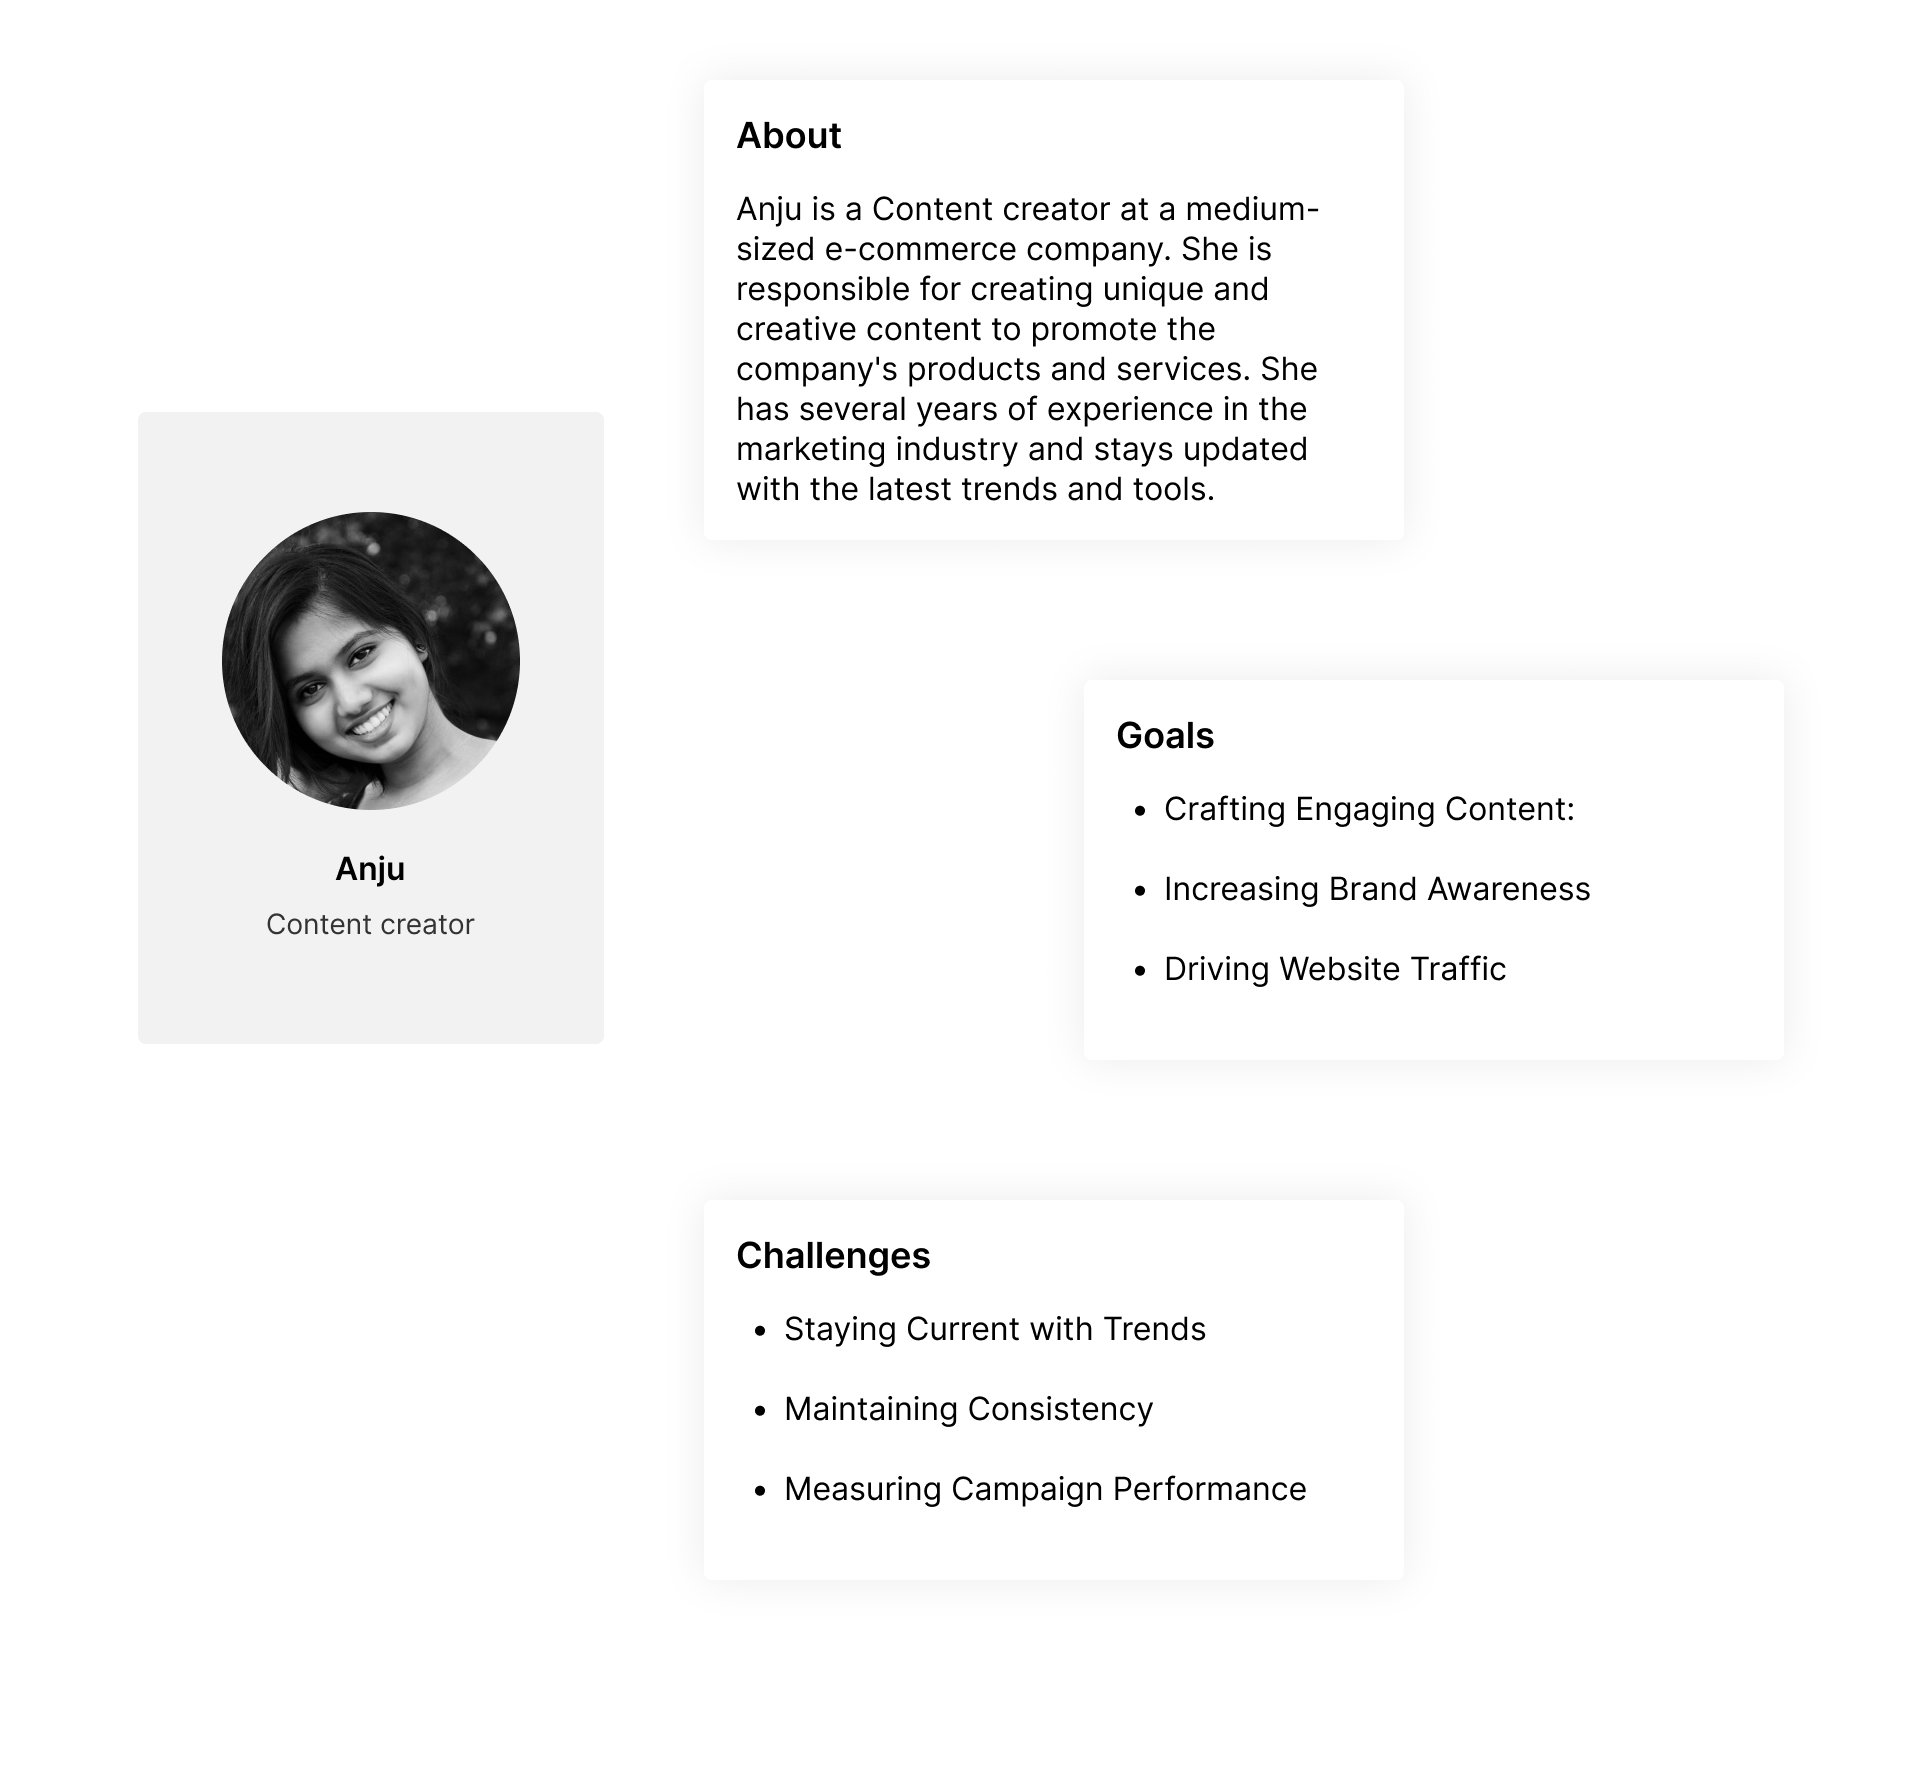 About
Anju is a Content creator at a medium-
sized e-commerce company. She is
responsible for creating unique and
creative content to promote the
company's products and services. She
has several years of experience in the
marketing industry and stays updated
with the latest trends and tools.
Anju
Content creator
Goals
• Crafting Engaging Content:
• Increasing Brand Awareness
• Driving Website Traffic
Challenges
• Staying Current with Trends
• Maintaining Consistency
• Measuring Campaign Performance